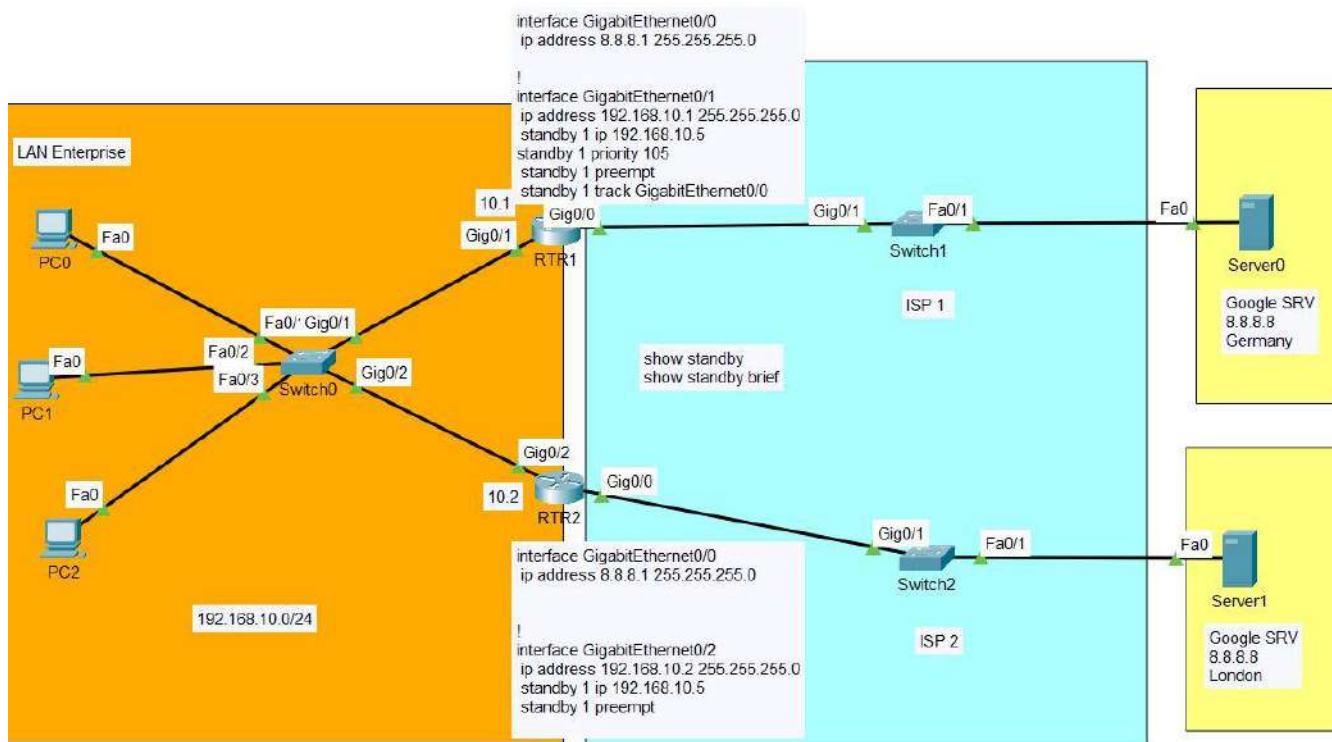 interface GigabitEthernet0/0
ip address 8.8.8.1 255.255.255.0
!
interface GigabitEthernet0/1
ip address 192.168.10.1 255.255.255.0
standby 1 ip 192.168.10.5
standby 1 priority 105
standby 1 preempt
standby 1 track GigabitEthernet0/0
LAN Enterprise
10.1
Gig0/0
Gig0/1
RTR1
Gig0/1
Fa0/1
Switch1
ISP 1
Fa0
Server0
Google SRV
8.8.8.8
Germany
Fa0
PC0
Fa0/
Gig0/1
Fa0/2
Fa0/3
Switch0
Gig0/2
Fa0
PC1
show standby
show standby brief
Fa0
PC2
192.168.10.0/24
Gig0/2
10.2
RTR2
Gig0/0
Gig0/1
Fa0/1
Switch2
ISP 2
Fa0
Server1
Google SRV
8.8.8.8
London
interface GigabitEthernet0/0
ip address 8.8.8.1 255.255.255.0
!
interface GigabitEthernet0/2
ip address 192.168.10.2 255.255.255.0
standby 1 ip 192.168.10.5
standby 1 preempt